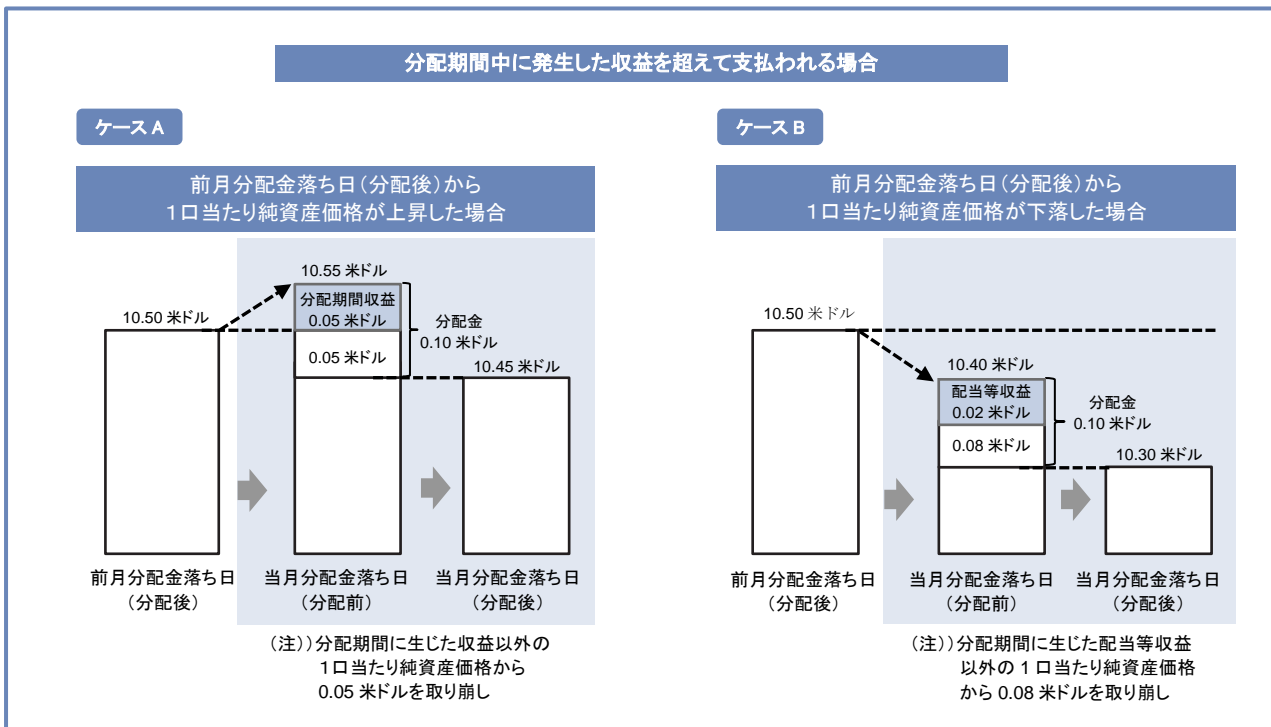 分配期間中に発生した収益を超えて支払われる場合
ケースA
前月分配金落ち日(分配後)から
1口当たり純資産価格が上昇した場合
10.55 米ドル
分配期間収益
0.05 米ドル
10.50 米ドル
分配金
0.10 米ドル
0.05 米ドル
10.45 米ドル
前月分配金落ち日
(分配後)
当月分配金落ち日
(分配前)
当月分配金落ち日
(分配後)
(注))分配期間に生じた収益以外の
1口当たり純資産価格から
0.05 米ドルを取り崩し
ケースB
前月分配金落ち日(分配後)から
1口当たり純資産価格が下落した場合
10.50 米ドル
10.40 米ドル
配当等収益
0.02 米ドル
分配金
0.10 米ドル
0.08 米ドル
10.30 米ドル
前月分配金落ち日
(分配後)
当月分配金落ち日
(分配前)
当月分配金落ち日
(分配後)
(注))分配期間に生じた配当等収益
以外の 1 口当たり純資産価格
から 0.08 米ドルを取り崩し